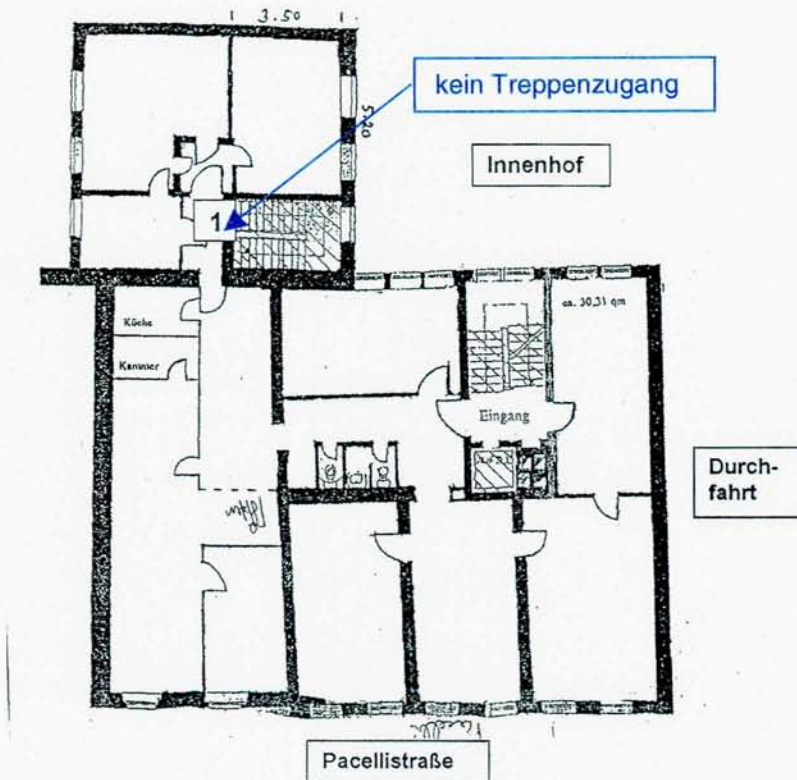 3.50
kein Treppenzugang
5.20
Innenhof
1
ca. 30,31 qm
Küche
Kammer
Eingang
Durch-
fahrt
Pacellistraße